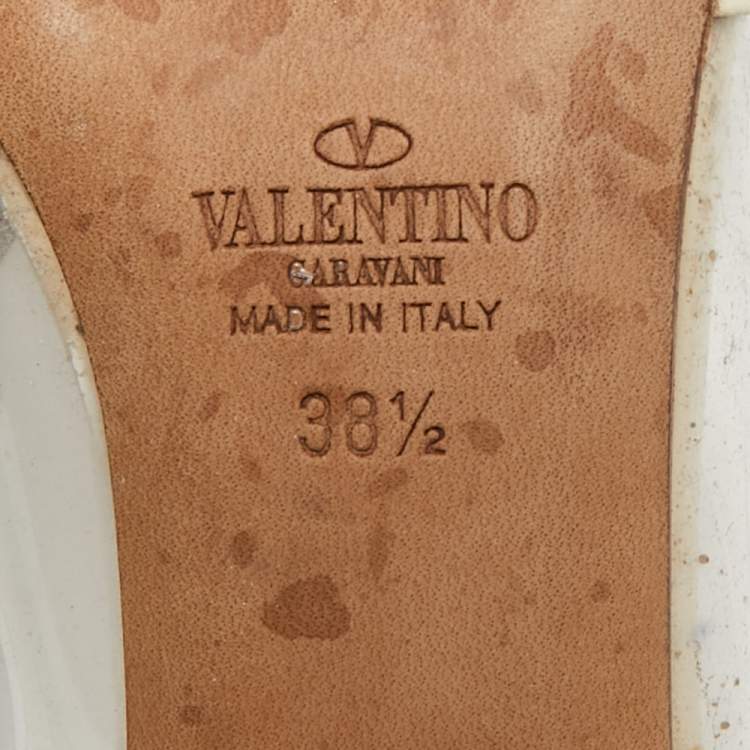 V
VALENTINO
GARAVANI
MADE IN ITALY
38½